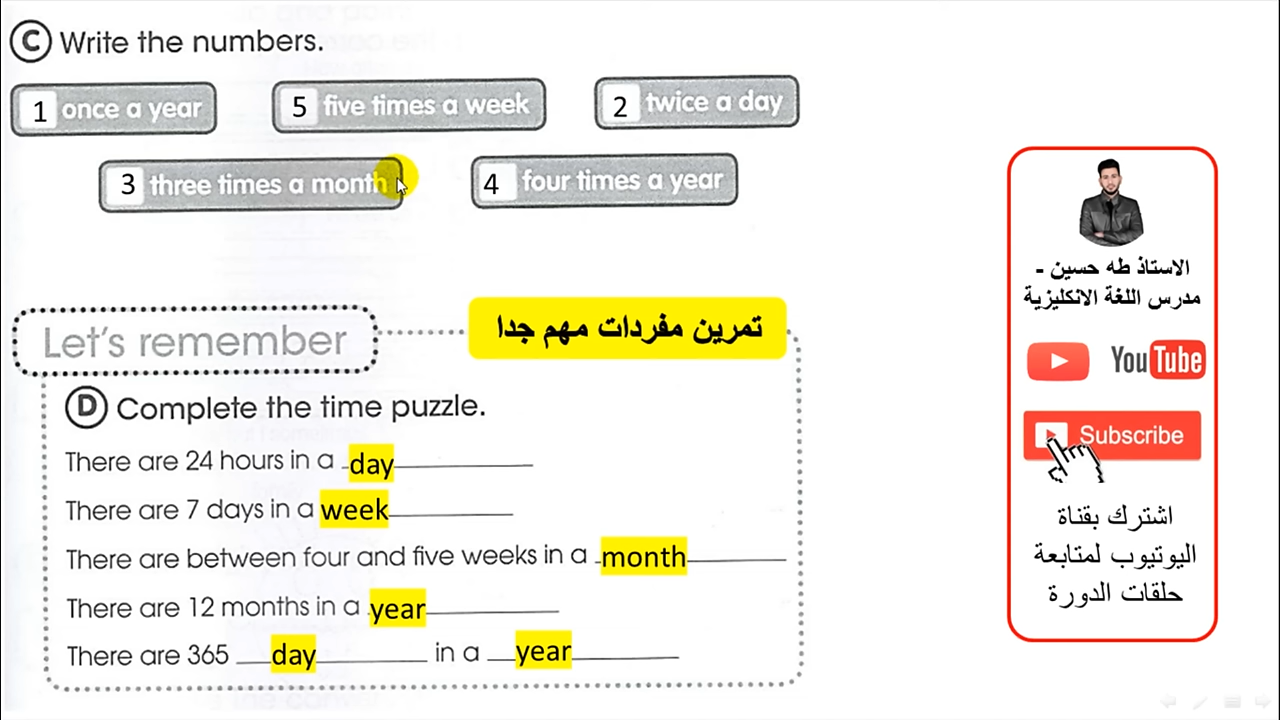 C Write the numbers.
1 once a year
5 five times a week
2 twice a day
3 three times a month
4 four times a year
Let's remember
تمرين مفردات مهم جدا
D Complete the time puzzle.
There are 24 hours in a day
There are 7 days in a week
There are between four and five weeks in a month
There are 12 months in a year
There are 365 day in a year
الاستاذ طه حسين -
مدرس اللغة الانكليزية
YouTube
Subscribe
اشترك بقناة
اليوتيوب لمتابعة
حلقات الدورة